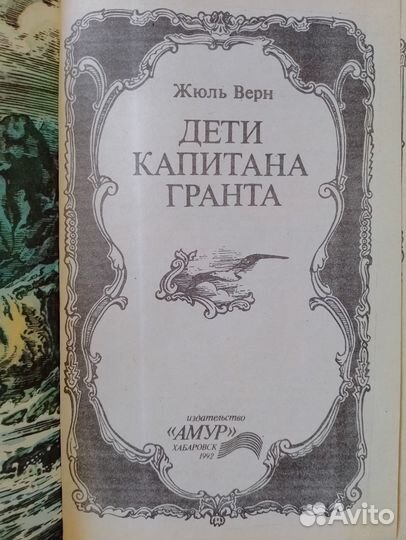 Жюль Верн
ДЕТИ
КАПИТАНА
ГРАНТА
издательство
«АМУР»
ХАБАРОВСК
1992
Avito